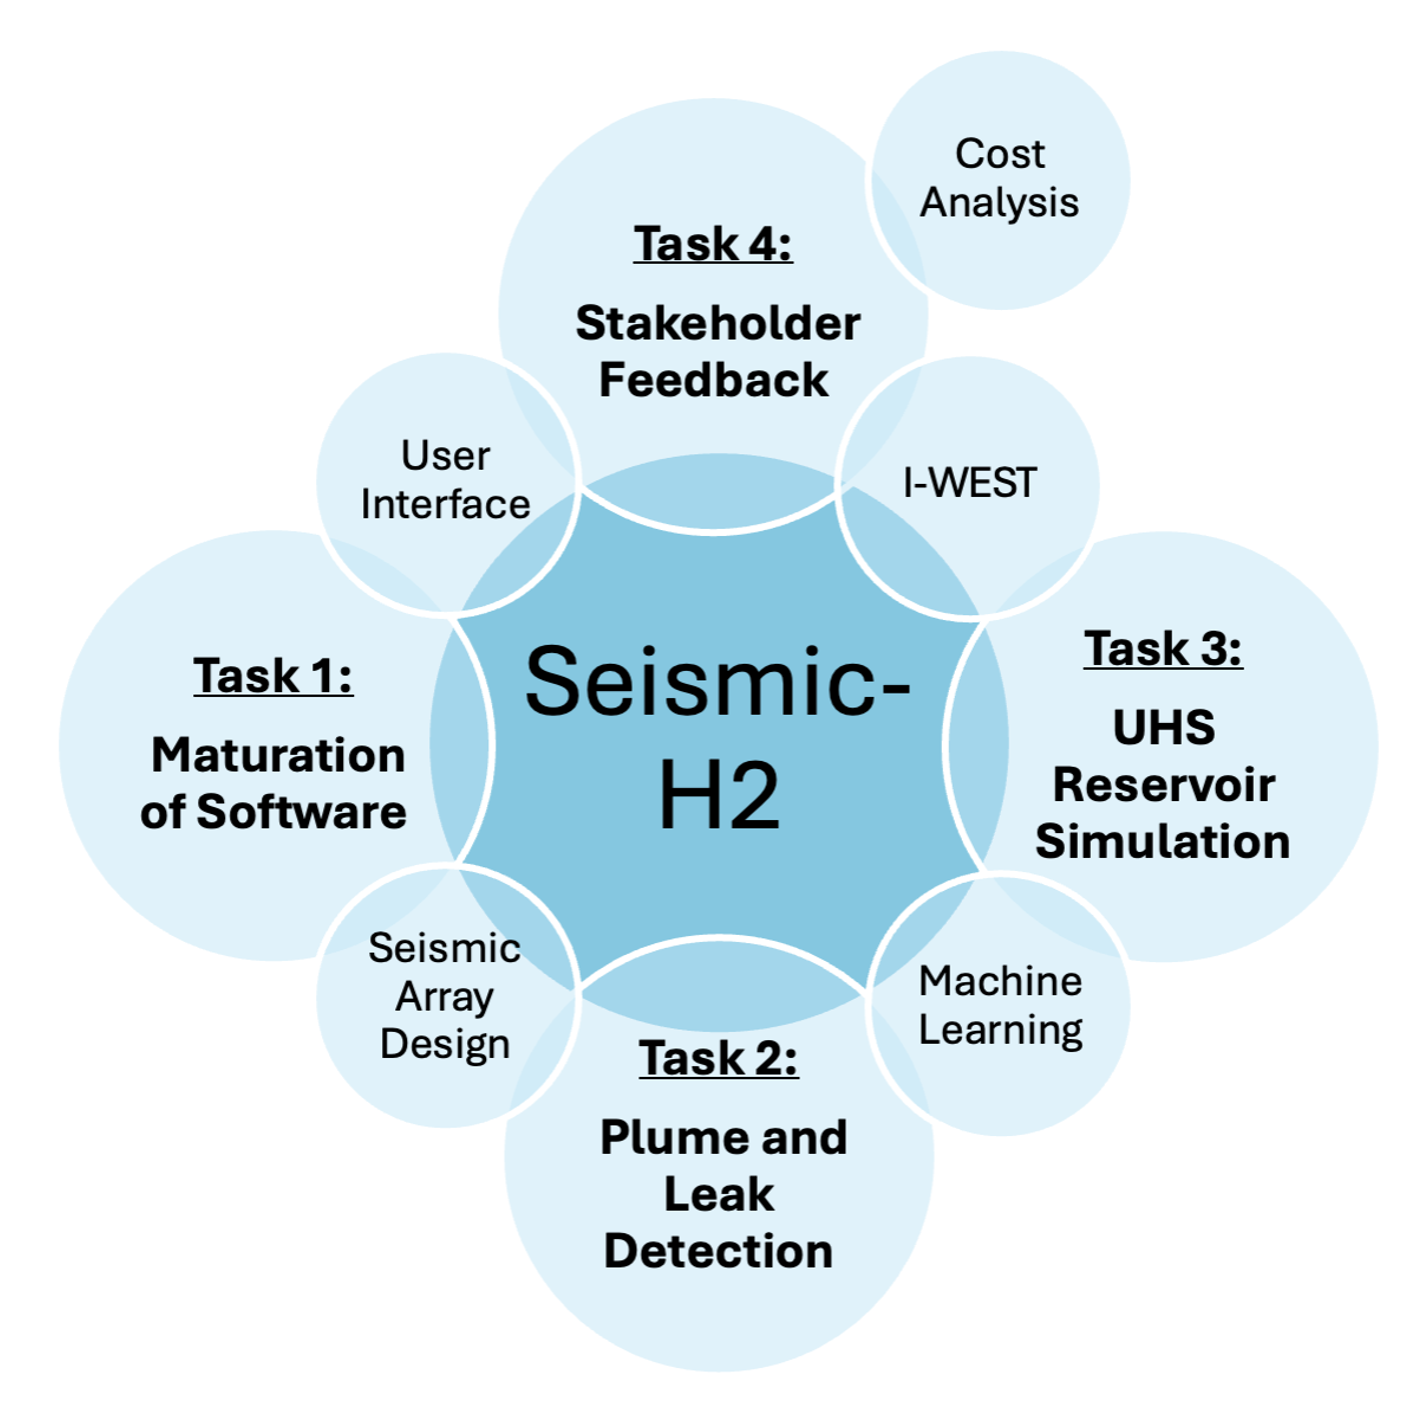 Cost
Analysis
Task 4:
Stakeholder
Feedback
User
Interface
I-WEST
Seismic-
H2
Task 1:
Maturation
of Software
Task 3:
UHS
Reservoir
Simulation
Seismic
Array
Design
Machine
Learning
Task 2:
Plume and
Leak
Detection